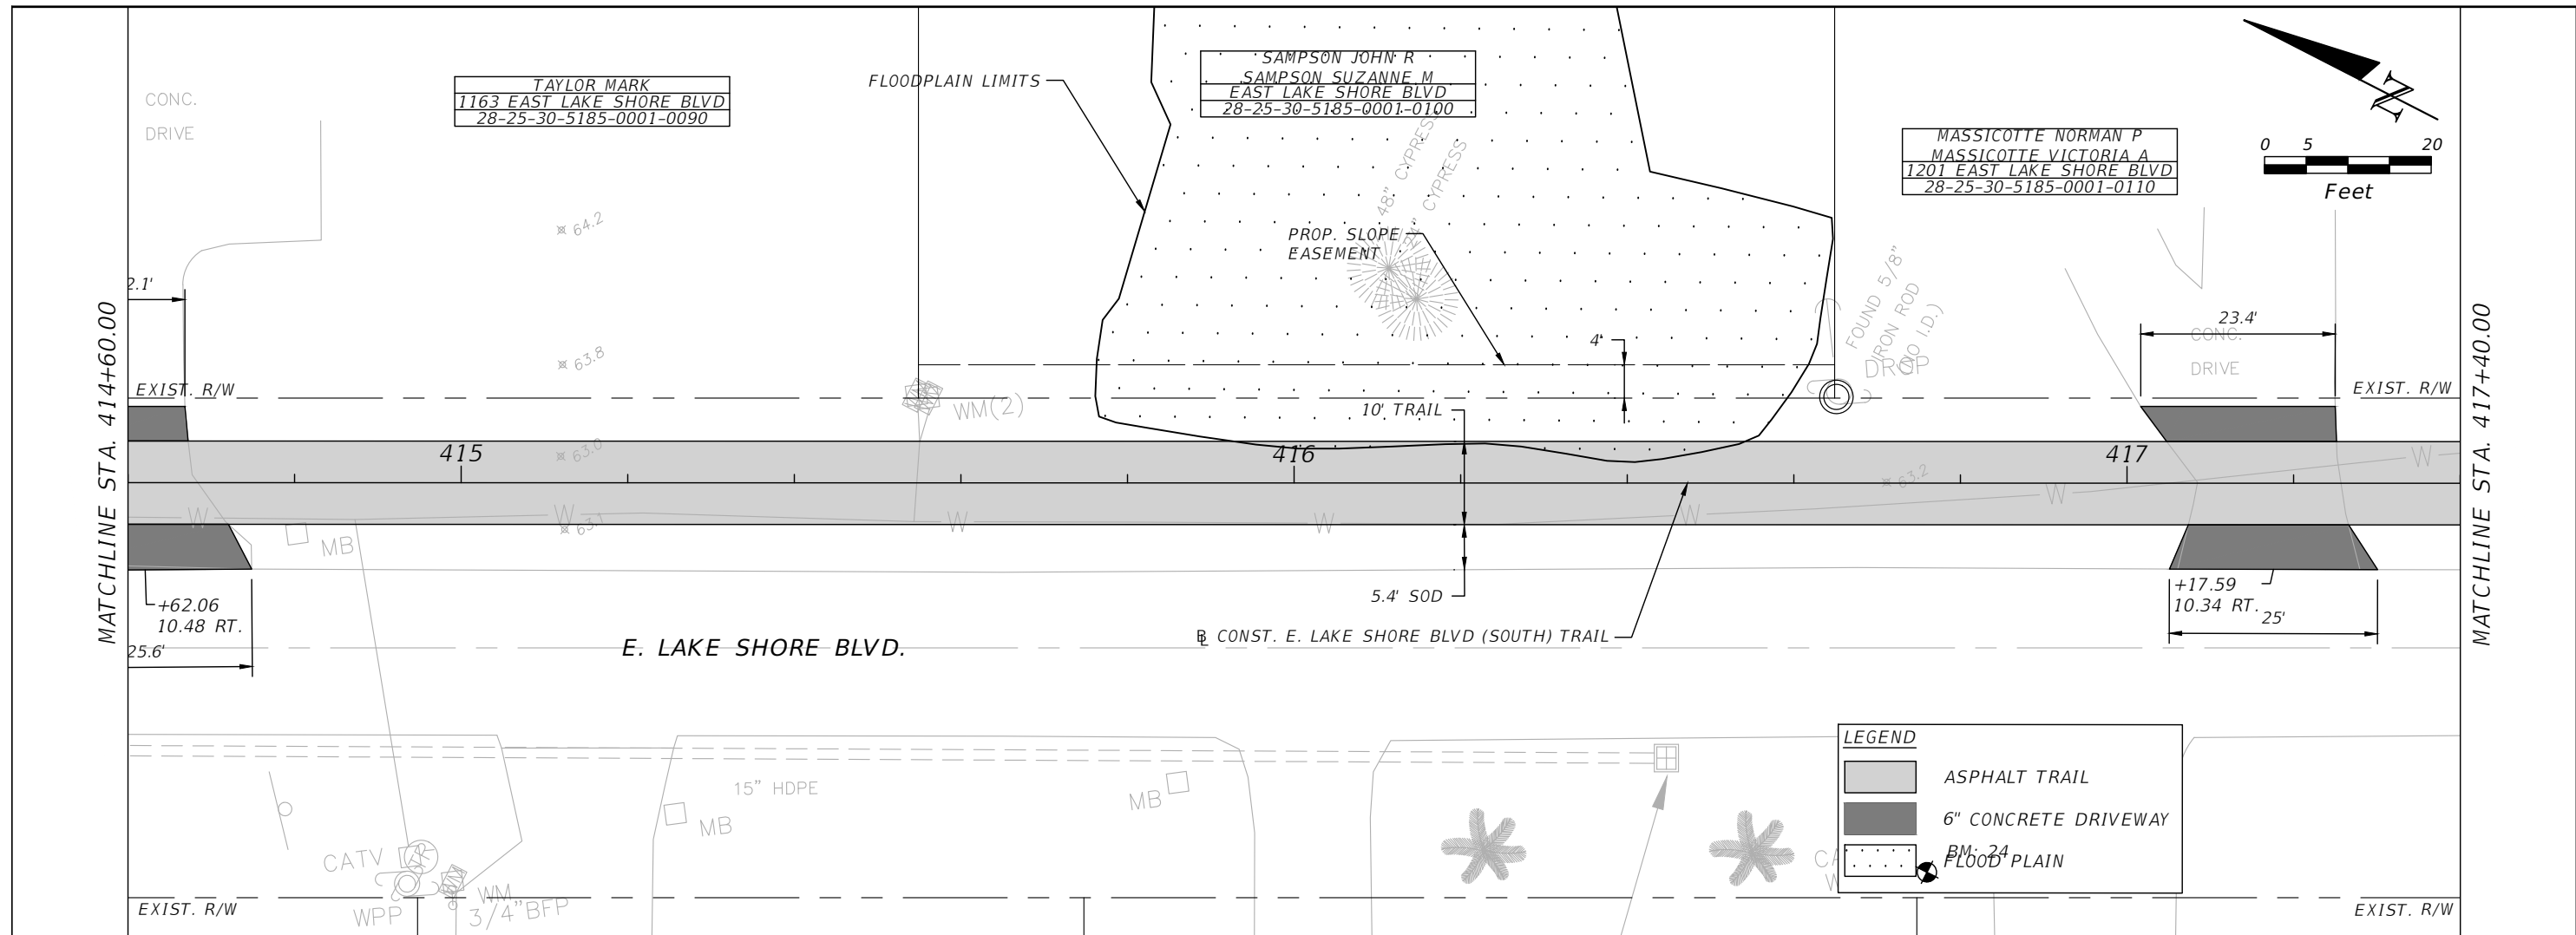 CONC.
DRIVE
TAYLOR MARK
1163 EAST LAKE SHORE BLVD
28-25-30-5185-0001-0090
FLOODPLAIN LIMITS
SAMPSON JOHN R
SAMPSON SUZANNE M
EAST LAKE SHORE BLVD
28-25-30-5185-0001-0100
MASSICOTTE NORMAN P
MASSICOTTE VICTORIA A
1201 EAST LAKE SHORE BLVD
28-25-30-5185-0001-0110
N
0 5 20
Feet
48" CYPRESS
24" CYPRESS
64.2
PROP. SLOPE
EASEMENT
FOUND 5/8"
IRON ROD
(NO I.D.)
2.1'
23.4'
CONC.
DRIVE
4'
63.8
DROP
MATCHLINE STA. 414+60.00
MATCHLINE STA. 417+40.00
EXIST. R/W
EXIST. R/W
WM(2)
10' TRAIL
415
63.0
416
417
W
63.2
W
W
W
W
W
W
63.1
MB
5.4' SOD
+62.06
10.48 RT.
25.6'
+17.59
10.34 RT.
25'
E. LAKE SHORE BLVD.
BL CONST. E. LAKE SHORE BLVD (SOUTH) TRAIL
LEGEND
ASPHALT TRAIL
6" CONCRETE DRIVEWAY
BM: 24
FLOOD PLAIN
15" HDPE
MB
MB
CATV
TR
WM
3/4"BFP
WPP
EXIST. R/W
EXIST. R/W